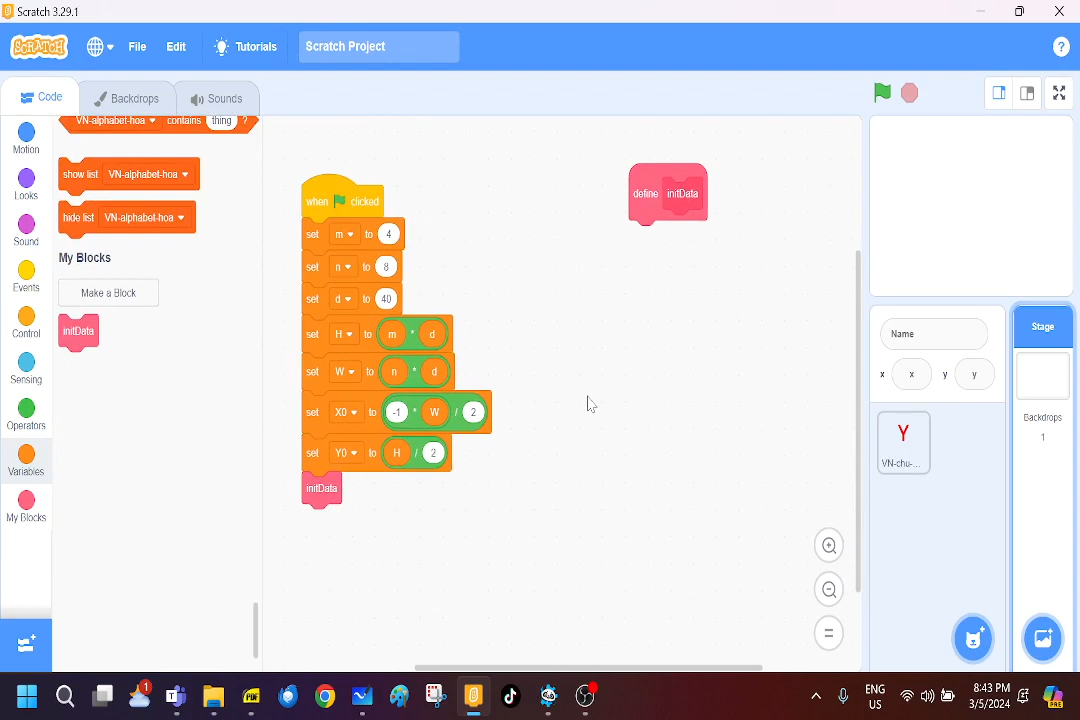 Scratch 3.29.1
SCRATCH
File
Edit
Tutorials
Scratch Project
?
Code
Backdrops
Sounds
Motion
Looks
Sound
Events
Control
Sensing
Operators
Variables
My Blocks
VN-alphabet-hoa contains thing ?
show list VN-alphabet-hoa
hide list VN-alphabet-hoa
My Blocks
Make a Block
initData
when clicked
set m to 4
set n to 8
set d to 40
set H to m * d
set W to n * d
set X0 to -1 * W / 2
set Y0 to H / 2
initData
define initData
Name
x x y y
Y
VN-chu-...
Stage
Backdrops
1
1
PDF
ENG
US
8:43 PM
3/5/2024
PRE